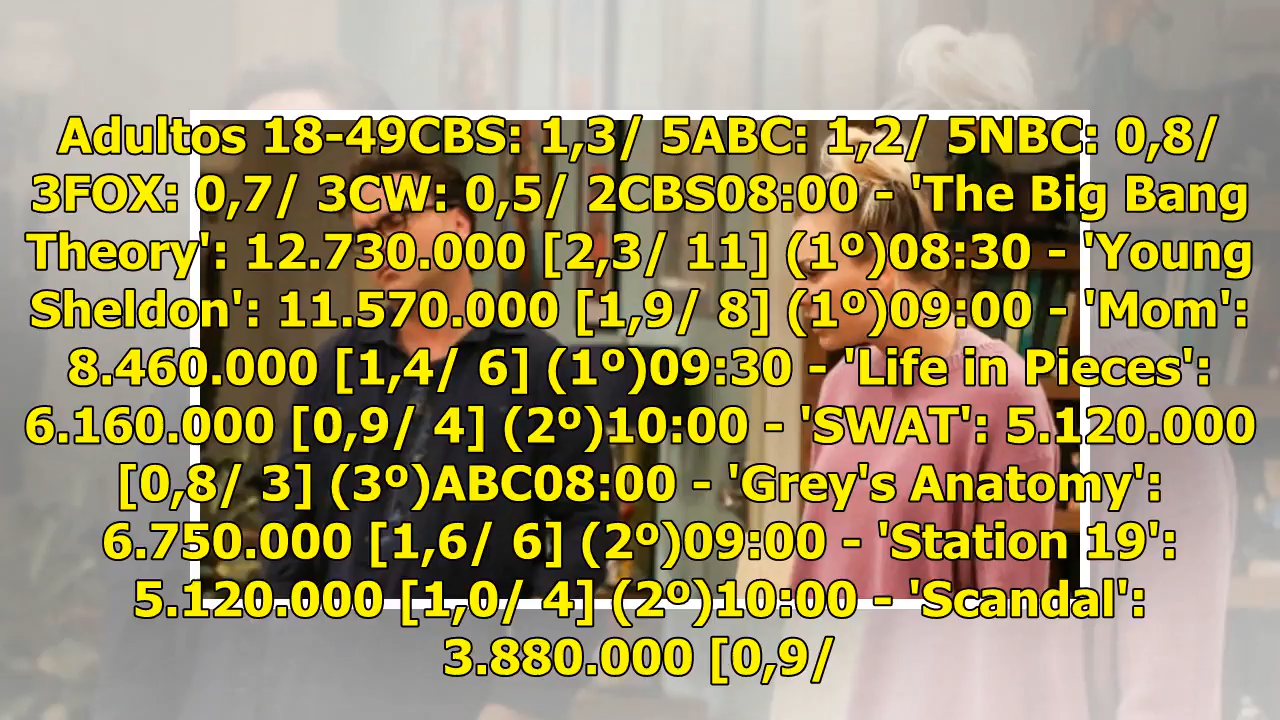 Adultos 18-49CBS: 1,3/ 5ABC: 1,2/ 5NBC: 0,8/
3FOX: 0,7/ 3CW: 0,5/ 2CBS08:00 - 'The Big Bang
Theory': 12.730.000 [2,3/ 11] (1º)08:30 - 'Young
Sheldon': 11.570.000 [1,9/ 8] (1º)09:00 - 'Mom':
8.460.000 [1,4/ 6] (1º)09:30 - 'Life in Pieces':
6.160.000 [0,9/ 4] (2º)10:00 - 'SWAT': 5.120.000
[0,8/ 3] (3º)ABC08:00 - 'Grey's Anatomy':
6.750.000 [1,6/ 6] (2º)09:00 - 'Station 19':
5.120.000 [1,0/ 4] (2º)10:00 - 'Scandal':
3.880.000 [0,9/